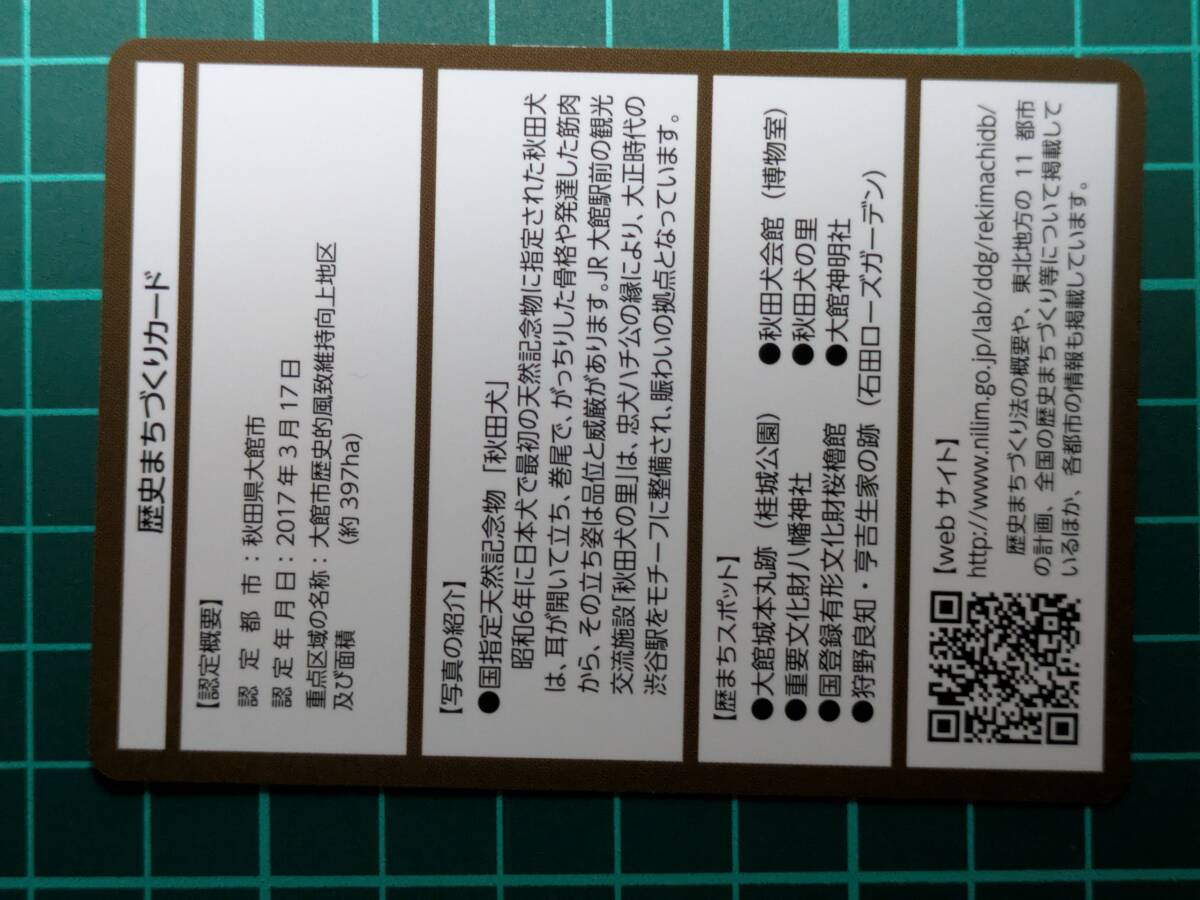 歴史まちづくりカード
【認定概要】
認定都市：秋田県大館市
認定年月日：2017年3月17日
重点区域の名称：大館市歴史的風致維持向上地区
及び面積　（約397ha）
【写真の紹介】
●国指定天然記念物「秋田犬」
昭和6年に日本犬で最初の天然記念物に指定された秋田犬
は、耳が開いて立ち、巻尾で、がっちりした骨格や発達した筋肉
から、その立ち姿は品位と威厳があります。JR大館駅前の観光
交流施設「秋田犬の里」は、忠犬ハチ公の縁により、大正時代の
渋谷駅をモチーフに整備され、賑わいの拠点となっています。
【歴まちスポット】
●大館城本丸跡（桂城公園）　●秋田犬会館（博物室）
●重要文化財八幡神社　●秋田犬の里
●国登録有形文化財桜櫓館　●大館神明社
●狩野良知・亨吉生家の跡（石田ローズガーデン）
【webサイト】
http://www.nilim.go.jp/lab/ddg/rekimachidb/
歴史まちづくり法の概要や、東北地方の11都市
の計画、全国の歴史まちづくり等について掲載して
いるほか、各都市の情報も掲載しています。